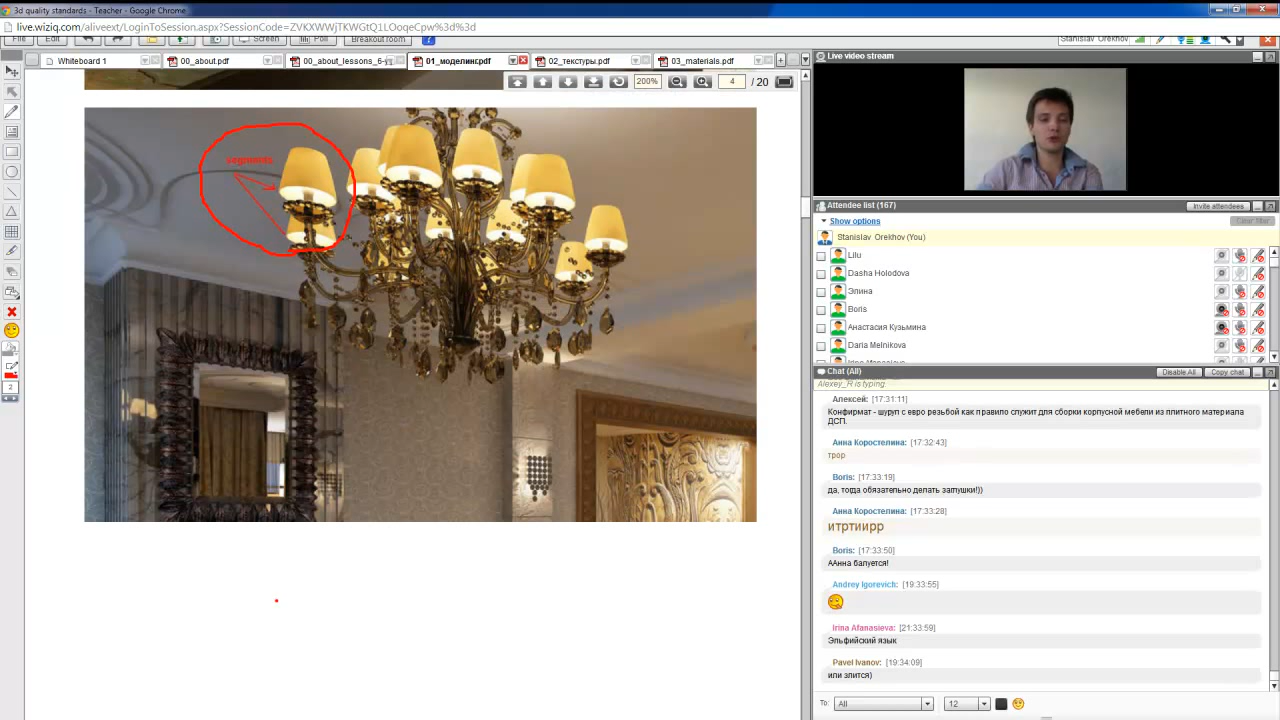 3d quality standards - Teacher - Google Chrome
live.wiziq.com/aliveext/LoginToSession.aspx?SessionCode=ZVKXWWjTKWGtQ1LOoqeCpw%3d%3d
File Edit Screen Poll Breakout room Stanislav Orekhov
Whiteboard 1 00_about.pdf 00_about_lessons_6- 01_моделинг.pdf 02_текстуры.pdf 03_materials.pdf
200% 4 / 20
2
Live video stream
Attendee list (167) Invite attendees
Show options Clear filter
Stanislav Orekhov (You)
Lilu
Dasha Holodova
Элина
Boris
Анастасия Кузьмина
Daria Melnikova
Irina Afanasieva
Chat (All) Disable All Copy chat
Alexey_R is typing
Алексей: [17:31:11]
Конфирмат - шуруп с евро резьбой как правило служит для сборки корпусной мебели из плитного материала
ДСП.
Анна Коростелина: [17:32:43]
трор
Boris: [17:33:19]
да, тогда обязательно делать заглушки!))
Анна Коростелина: [17:33:28]
итртиирр
Boris: [17:33:50]
ААнна балуется!
Andrey Igorevich: [19:33:55]
Irina Afanasieva: [21:33:59]
Эльфийский язык
Pavel Ivanov: [19:34:09]
или злится)
To: All 12